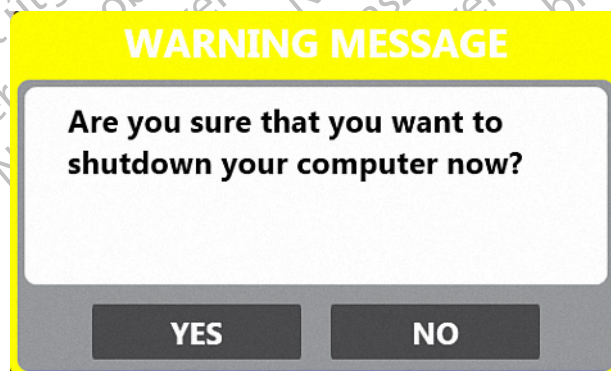 WARNING MESSAGE
Are you sure that you want to
shutdown your computer now?
YES
NO